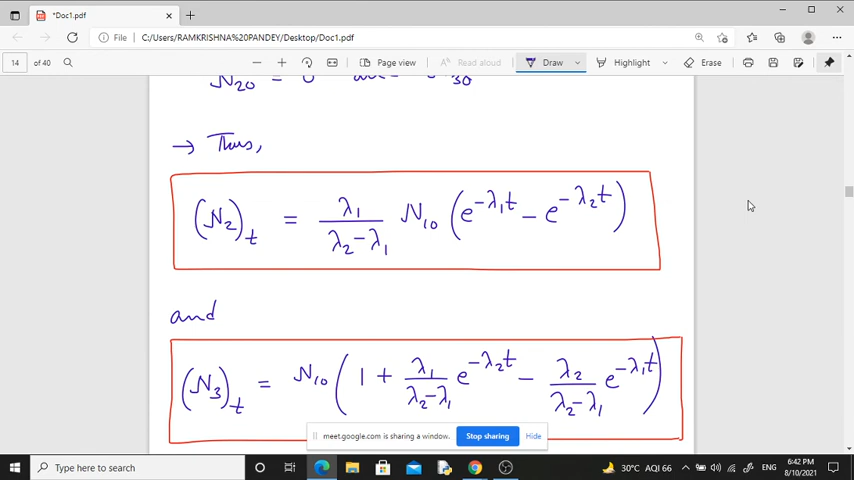 *Doc1.pdf
File C:/Users/RAMKRISHNA%20PANDEY/Desktop/Doc1.pdf
14 of 40 Page view Read aloud Draw Highlight Erase
N₂₀ = 0
→ Thus,
(N₂)ₜ = λ₁/(λ₂-λ₁) N₁₀ (e^(-λ₁t) - e^(-λ₂t))
and
(N₃)ₜ = N₁₀ (1 + λ₁/(λ₂-λ₁) e^(-λ₂t) - λ₂/(λ₂-λ₁) e^(-λ₁t))
meet.google.com is sharing a window. Stop sharing Hide
Type here to search 30°C AQI 66 ENG 6:42 PM
8/10/2021